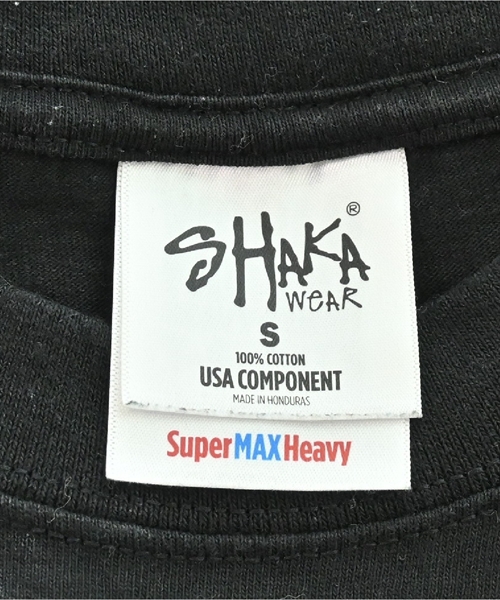 SHAKA®
WEAR
S
100% COTTON
USA COMPONENT
MADE IN HONDURAS
SuperMAXHeavy